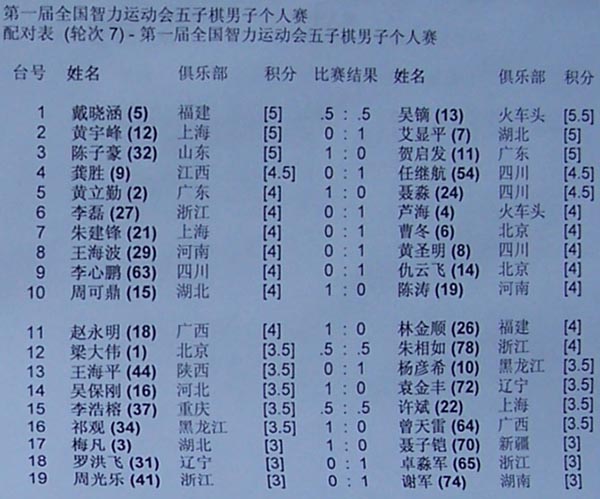 第一届全国智力运动会五子棋男子个人赛
配对表 (轮次 7) - 第一届全国智力运动会五子棋男子个人赛
台号 姓名 俱乐部 积分 比赛结果 姓名 俱乐部 积分
1 戴晓涵 (5) 福建 [5] .5 : .5 吴镝 (13) 火车头 [5.5]
2 黄宇峰 (12) 上海 [5] 0 : 1 艾显平 (7) 湖北 [5]
3 陈子豪 (32) 山东 [5] 1 : 0 贺启发 (11) 广东 [5]
4 龚胜 (9) 江西 [4.5] 0 : 1 任继航 (54) 四川 [4.5]
5 黄立勤 (2) 广东 [4] 0 : 1 聂淼 (24) 四川 [4.5]
6 李磊 (27) 浙江 [4] 0 : 1 芦海 (4) 火车头 [4]
7 朱建锋 (21) 上海 [4] 0 : 1 曹冬 (6) 北京 [4]
8 王海波 (29) 河南 [4] 0 : 1 黄圣明 (8) 四川 [4]
9 李心鹏 (63) 四川 [4] 0 : 1 仇云飞 (14) 北京 [4]
10 周可鼎 (15) 湖北 [4] 1 : 0 陈涛 (19) 河南 [4]
11 赵永明 (18) 广西 [4] 1 : 0 林金顺 (26) 福建 [4]
12 梁大伟 (1) 北京 [3.5] .5 : .5 朱相如 (78) 浙江 [4]
13 王海平 (44) 陕西 [3.5] 0 : 1 杨彦希 (10) 黑龙江 [3.5]
14 吴保刚 (16) 河北 [3.5] 1 : 0 袁金丰 (72) 辽宁 [3.5]
15 李浩榕 (37) 重庆 [3.5] .5 : .5 许斌 (22) 上海 [3.5]
16 祁观 (34) 黑龙江 [3.5] 1 : 0 曾天雷 (64) 广西 [3.5]
17 梅凡 (3) 湖北 [3] 1 : 0 聂子铠 (70) 新疆 [3]
18 罗洪飞 (31) 辽宁 [3] 0 : 1 卓淼军 (65) 浙江 [3]
19 周光乐 (41) 浙江 [3] 0 : 1 谢军 (74) 湖南 [3]